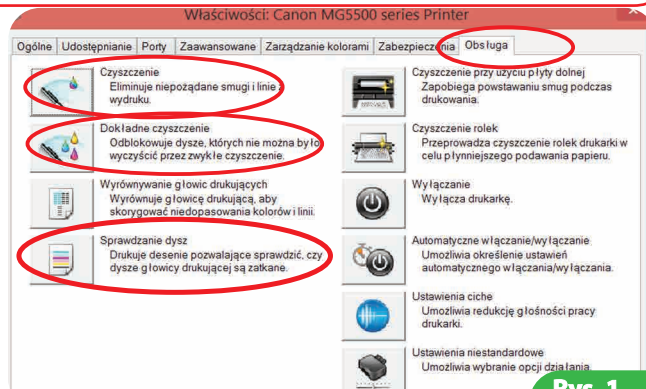 Właściwości: Canon MG5500 series Printer
Ogólne Udostępnianie Porty Zaawansowane Zarządzanie kolorami Zabezpieczenia Obsługa
Czyszczenie
Eliminuje niepożądane smugi i linie z
wydruku.
Dokładne czyszczenie
Odblokowuje dysze, których nie można było
wyczyścić przez zwykłe czyszczenie.
Wyrównywanie głowic drukujących
Wyrównuje głowicę drukującą, aby
skorygować niedopasowania kolorów i linii.
Sprawdzanie dysz
Drukuje desenie pozwalające sprawdzić, czy
dysze głowicy drukującej są zatkane.
Czyszczenie przy użyciu płyty dolnej
Zapobiega powstawaniu smug podczas
drukowania.
Czyszczenie rolek
Przeprowadza czyszczenie rolek drukarki w
celu płynniejszego podawania papieru.
Wyłączanie
Wyłącza drukarkę.
Automatyczne włączanie/wyłączanie
Umożliwia określenie ustawień
automatycznego włączania/wyłączania.
Ustawienia ciche
Umożliwia redukcję głośności pracy
drukarki.
Ustawienia niestandardowe
Umożliwia wybranie opcji działania
Rys. 1